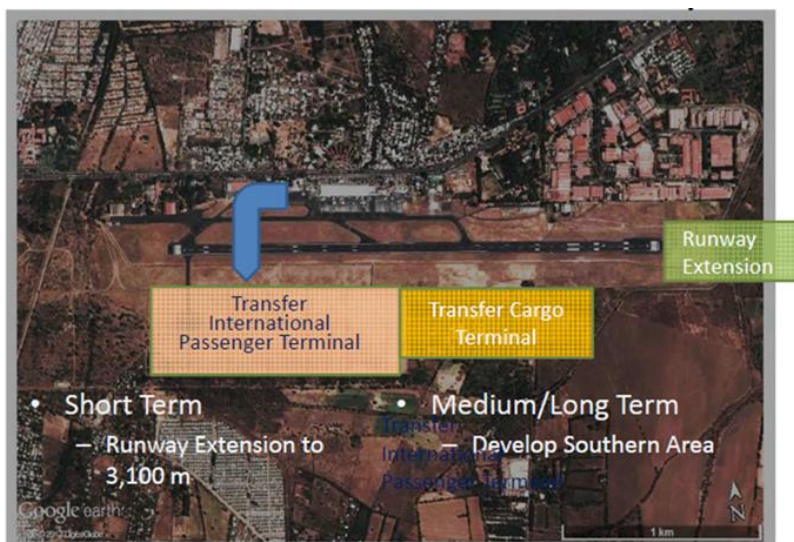 Runway
Extension
Transfer
International
Passenger Terminal
Transfer Cargo
Terminal
• Short Term
– Runway Extension to
3,100 m
• Medium/Long Term
– Develop Southern Area
Transfer
International
Passenger Terminal
Google earth
N
1 km